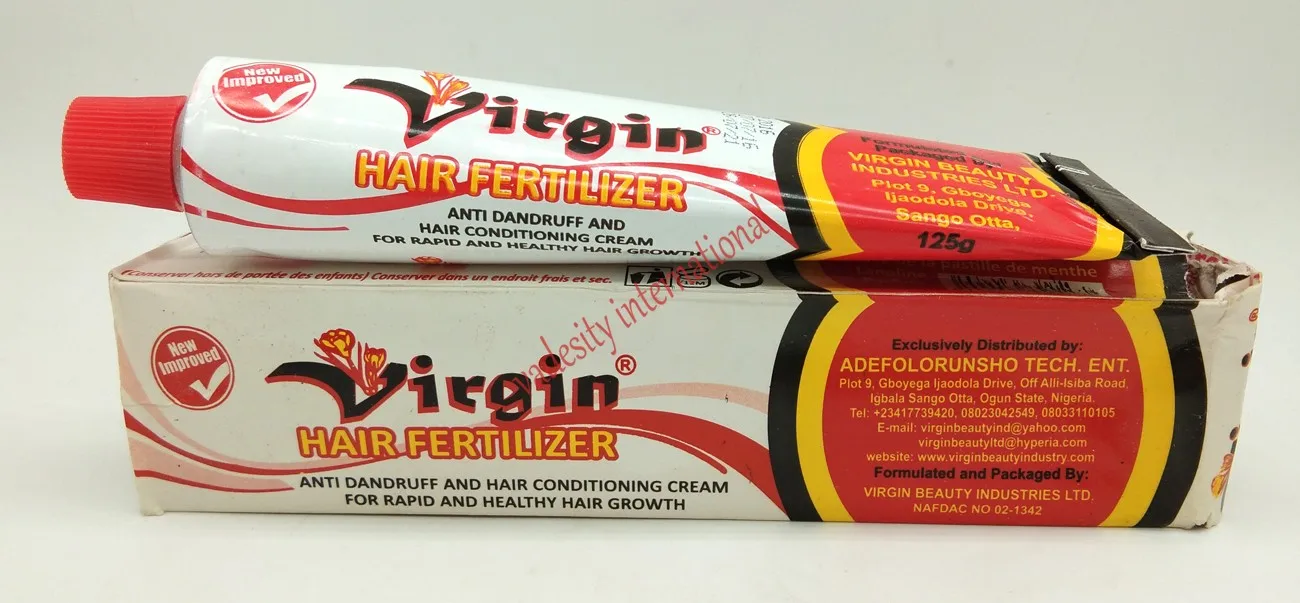 New
Improved
Virgin®
HAIR FERTILIZER
ANTI DANDRUFF AND
HAIR CONDITIONING CREAM
FOR RAPID AND HEALTHY HAIR GROWTH
Packaged By:
VIRGIN BEAUTY
INDUSTRIES LTD.
Plot 9, Gboyega
Ijaodola Drive,
Sango Otta,
125g
(Conserver hors de portée des enfants) Conserver dans un endroit frais et sec.
la pastille de menthe
New
Improved
Virgin®
HAIR FERTILIZER
ANTI DANDRUFF AND HAIR CONDITIONING CREAM
FOR RAPID AND HEALTHY HAIR GROWTH
Exclusively Distributed by:
ADEFOLORUNSHO TECH. ENT.
Plot 9, Gboyega Ijaodola Drive, Off Alli-Isiba Road,
Igbala Sango Otta, Ogun State, Nigeria.
Tel: +23417739420, 08023042549, 08033110105
E-mail: virginbeautyind@yahoo.com
virginbeautyltd@hyperia.com
website: www.virginbeautyindustry.com
Formulated and Packaged By:
VIRGIN BEAUTY INDUSTRIES LTD.
NAFDAC NO 02-1342
international